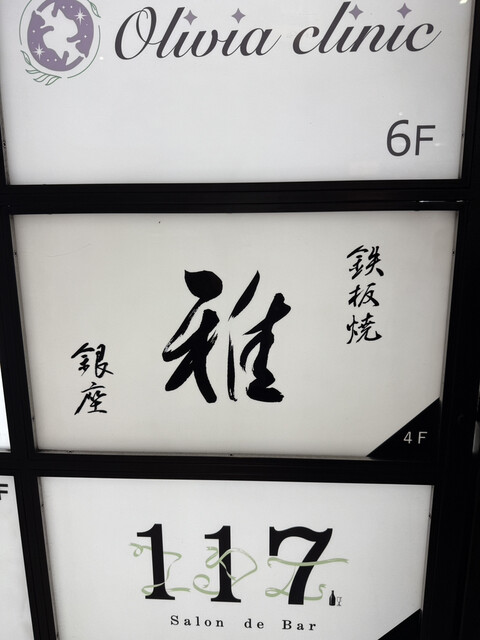 Olivia clinic
6F
鉄板焼
雅
銀座
4F
F
117
Salon de Bar